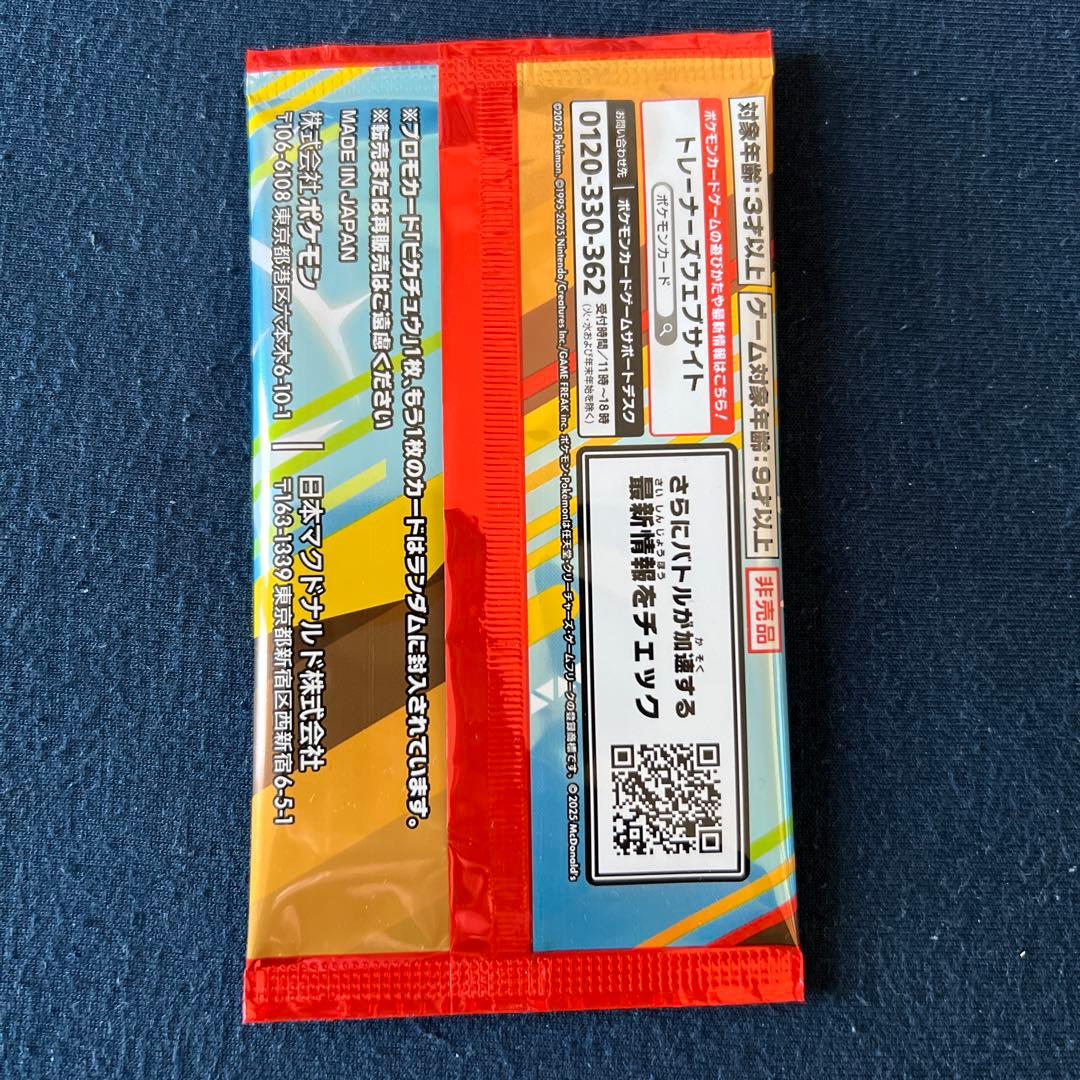 対象年齢：3才以上 ゲーム対象年齢：9才以上 非売品
ポケモンカードゲームの遊びかたや最新情報はこちら！
トレーナーズウェブサイト
ポケモンカード
お問い合わせ先 ポケモンカードゲームサポートデスク
0120-330-362 受付時間／11時～18時
(火・水および年末年始を除く)
さらにバトルが加速する
かそく
最新情報をチェック
さいしんじょうほう
©2025 Pokémon. ©1995-2025 Nintendo/Creatures Inc./GAME FREAK inc. ポケモン・Pokémonは任天堂・クリーチャーズ・ゲームフリークの登録商標です。 © 2025 McDonald's
※プロモカード「ピカチュウ」1枚、もう1枚のカードはランダムに封入されています。
※転売または再販売はご遠慮ください
MADE IN JAPAN
株式会社ポケモン
〒106-6108 東京都港区六本木6-10-1
日本マクドナルド株式会社
〒163-1339 東京都新宿区西新宿6-5-1